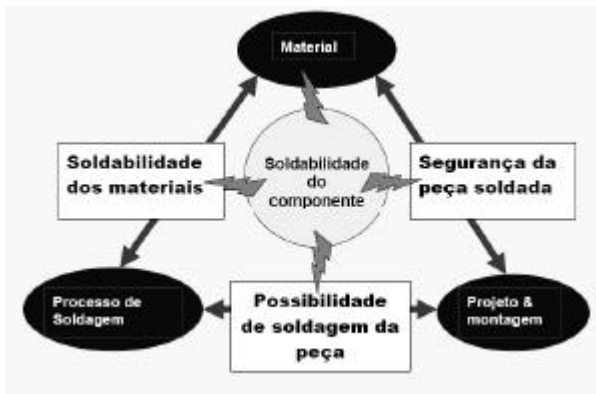 Material
Soldabilidade
dos materiais
Soldabilidade
do
componente
Segurança da
peça soldada
Processo de
Soldagem
Possibilidade
de soldagem da
peça
Projeto &
montagem